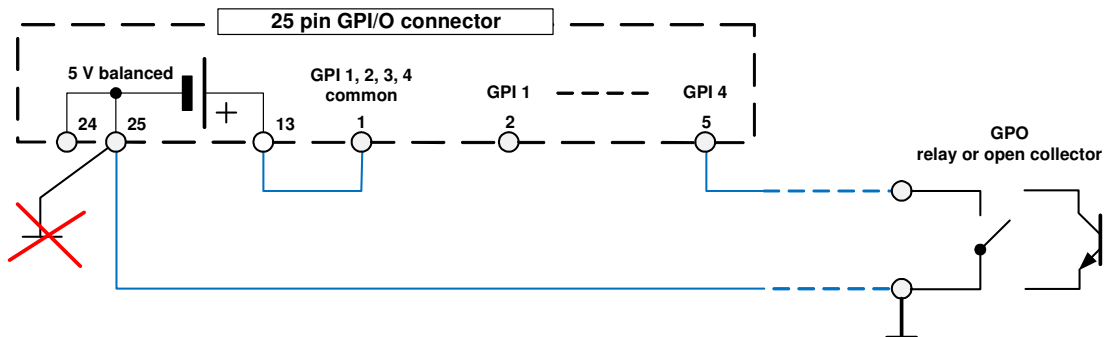 25 pin GPI/O connector
5 V balanced
GPI 1, 2, 3, 4
common
GPI 1
GPI 4
24
25
+
13
1
2
5
GPO
relay or open collector